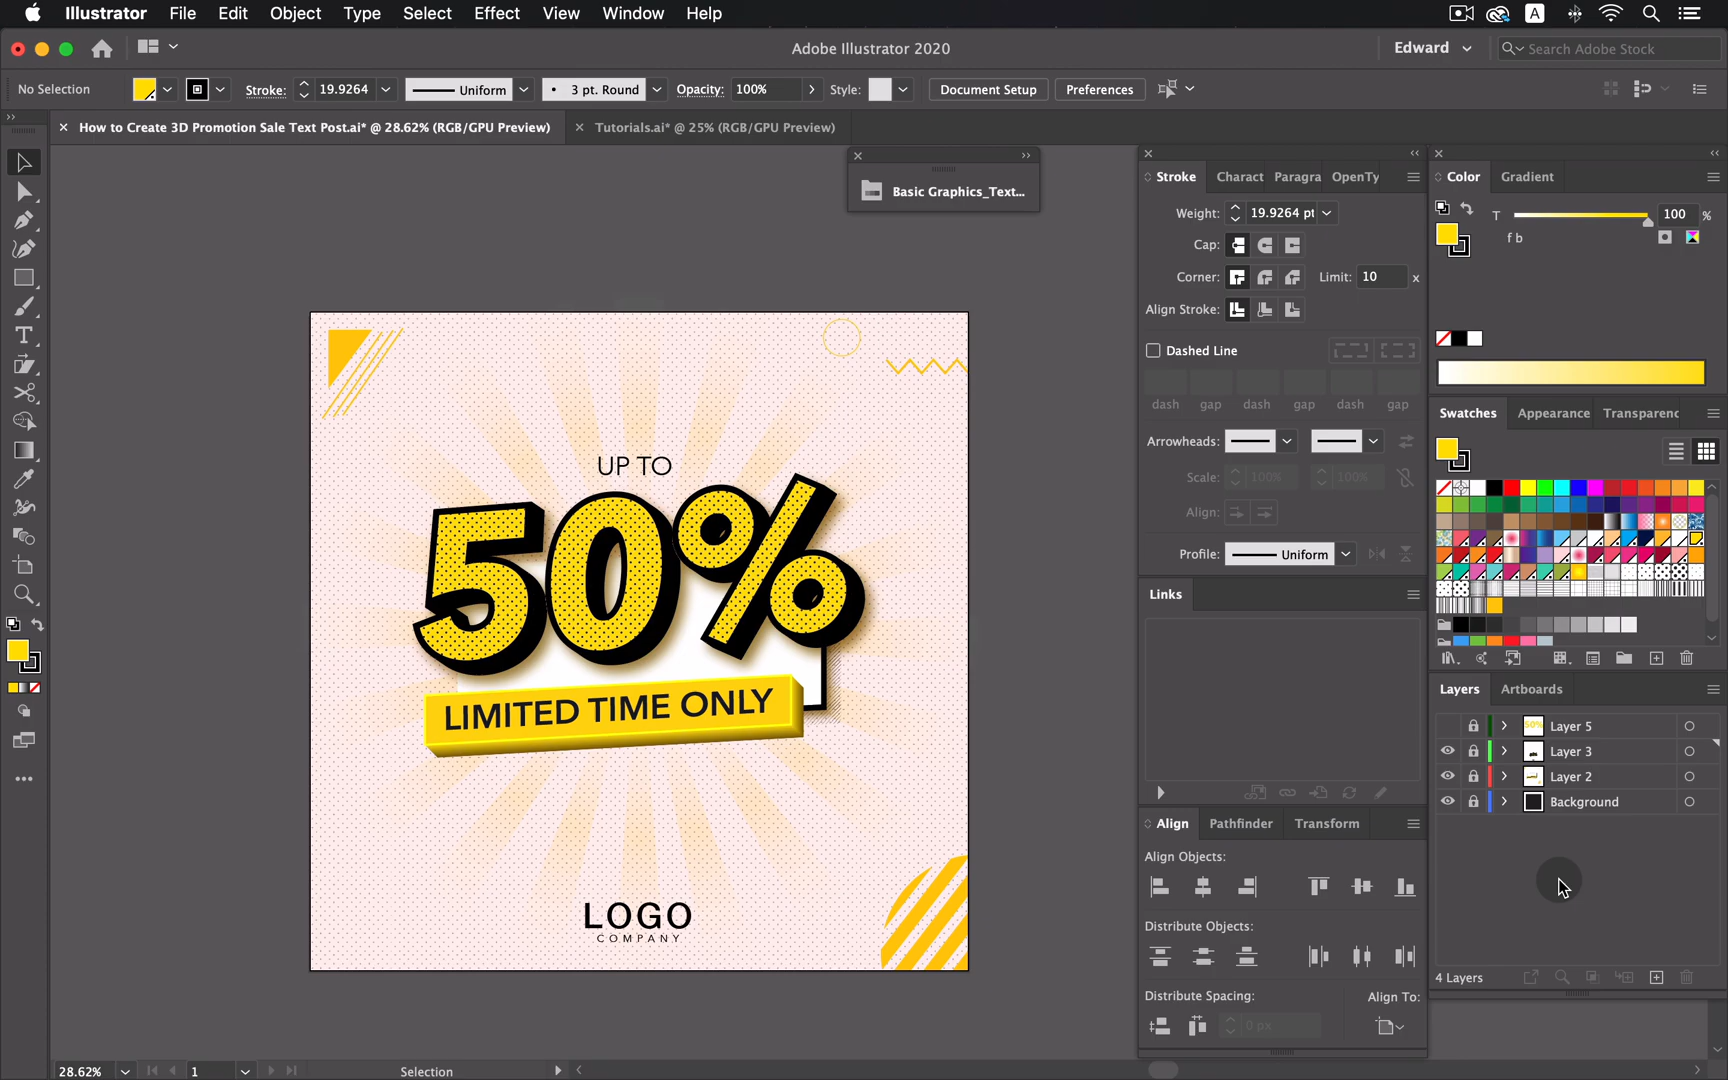 Illustrator File Edit Object Type Select Effect View Window Help
A
Adobe Illustrator 2020
Edward
Search Adobe Stock
No Selection
Stroke: 19.9264
Uniform
3 pt. Round
Opacity: 100%
Style:
Document Setup
Preferences
How to Create 3D Promotion Sale Text Post.ai* @ 28.62% (RGB/GPU Preview)
Tutorials.ai* @ 25% (RGB/GPU Preview)
Basic Graphics_Text...
Stroke Charact Paragra OpenTy
Weight: 19.9264 pt
Cap:
Corner: Limit: 10 x
Align Stroke:
Dashed Line
dash gap dash gap dash gap
Arrowheads:
Scale: 100% 100%
Align:
Profile: Uniform
Links
Align Pathfinder Transform
Align Objects:
Distribute Objects:
Distribute Spacing: Align To:
0 px
Color Gradient
T 100 %
f b
Swatches Appearance Transparenc
Layers Artboards
50%
Layer 5
Layer 3
Layer 2
Background
4 Layers
UP TO
50%
LIMITED TIME ONLY
LOGO
COMPANY
28.62% 1 Selection